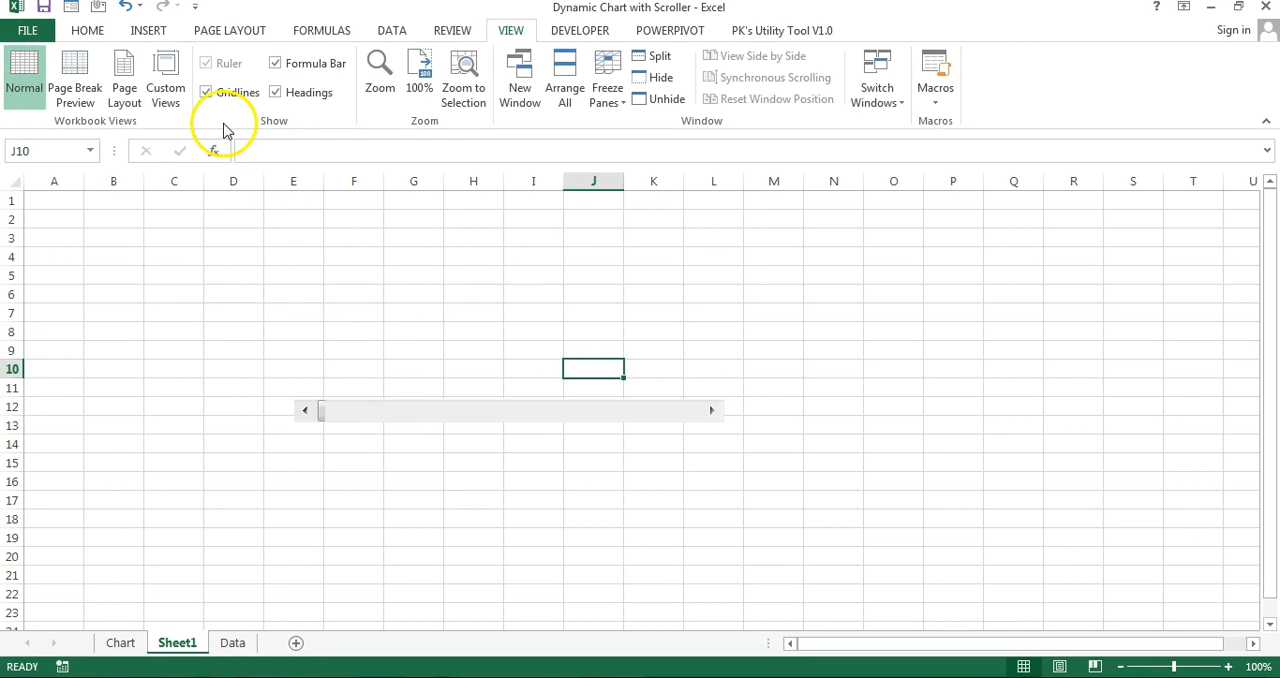 Dynamic Chart with Scroller - Excel
?
FILE HOME INSERT PAGE LAYOUT FORMULAS DATA REVIEW VIEW DEVELOPER POWERPIVOT PK's Utility Tool V1.0 Sign in
Normal
Page Break Preview
Page Layout
Custom Views
Workbook Views
Ruler
Formula Bar
Gridlines
Headings
Show
Zoom
100%
Zoom to Selection
Zoom
New Window
Arrange All
Freeze Panes
Split
Hide
Unhide
View Side by Side
Synchronous Scrolling
Reset Window Position
Window
Switch Windows
Macros
Macros
J10
fx
A B C D E F G H I J K L M N O P Q R S T U
1
2
3
4
5
6
7
8
9
10
11
12
13
14
15
16
17
18
19
20
21
22
23
Chart Sheet1 Data
READY
100%